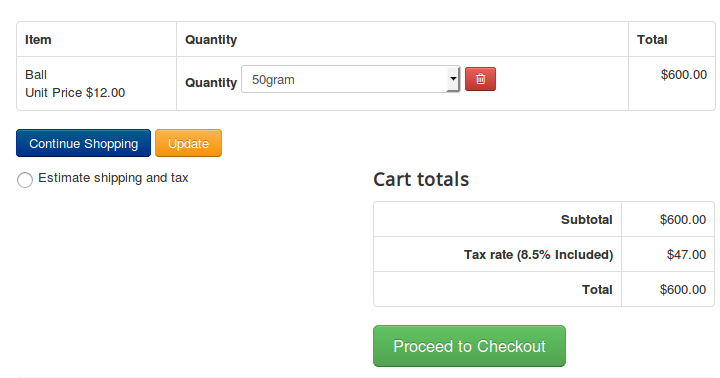 Item Quantity Total
Ball
Unit Price $12.00
Quantity 50gram
$600.00
Continue Shopping Update
Estimate shipping and tax
Cart totals
Subtotal $600.00
Tax rate (8.5% Included) $47.00
Total $600.00
Proceed to Checkout